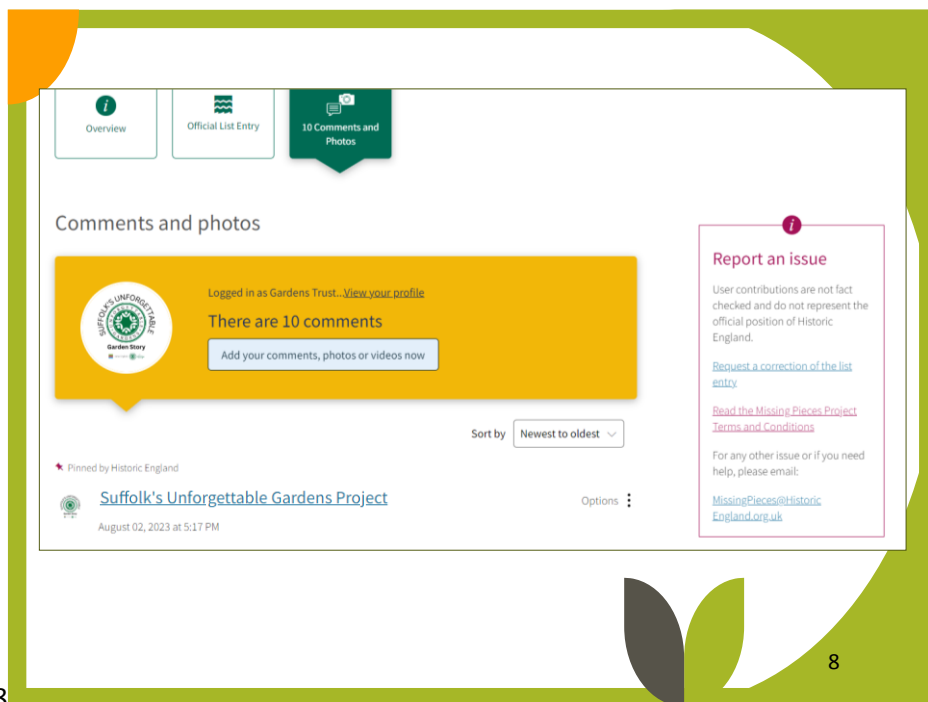 Overview
Official List Entry
10 Comments and
Photos
Comments and photos
SUFFOLK'S UNFORGETTABLE
Garden Story
Logged in as Gardens Trust...View your profile
There are 10 comments
Add your comments, photos or videos now
Sort by Newest to oldest
Pinned by Historic England
Suffolk's Unforgettable Gardens Project
Options
August 02, 2023 at 5:17 PM
Report an issue
User contributions are not fact
checked and do not represent the
official position of Historic
England.
Request a correction of the list
entry
Read the Missing Pieces Project
Terms and Conditions
For any other issue or if you need
help, please email:
MissingPieces@Historic
England.org.uk
8
8